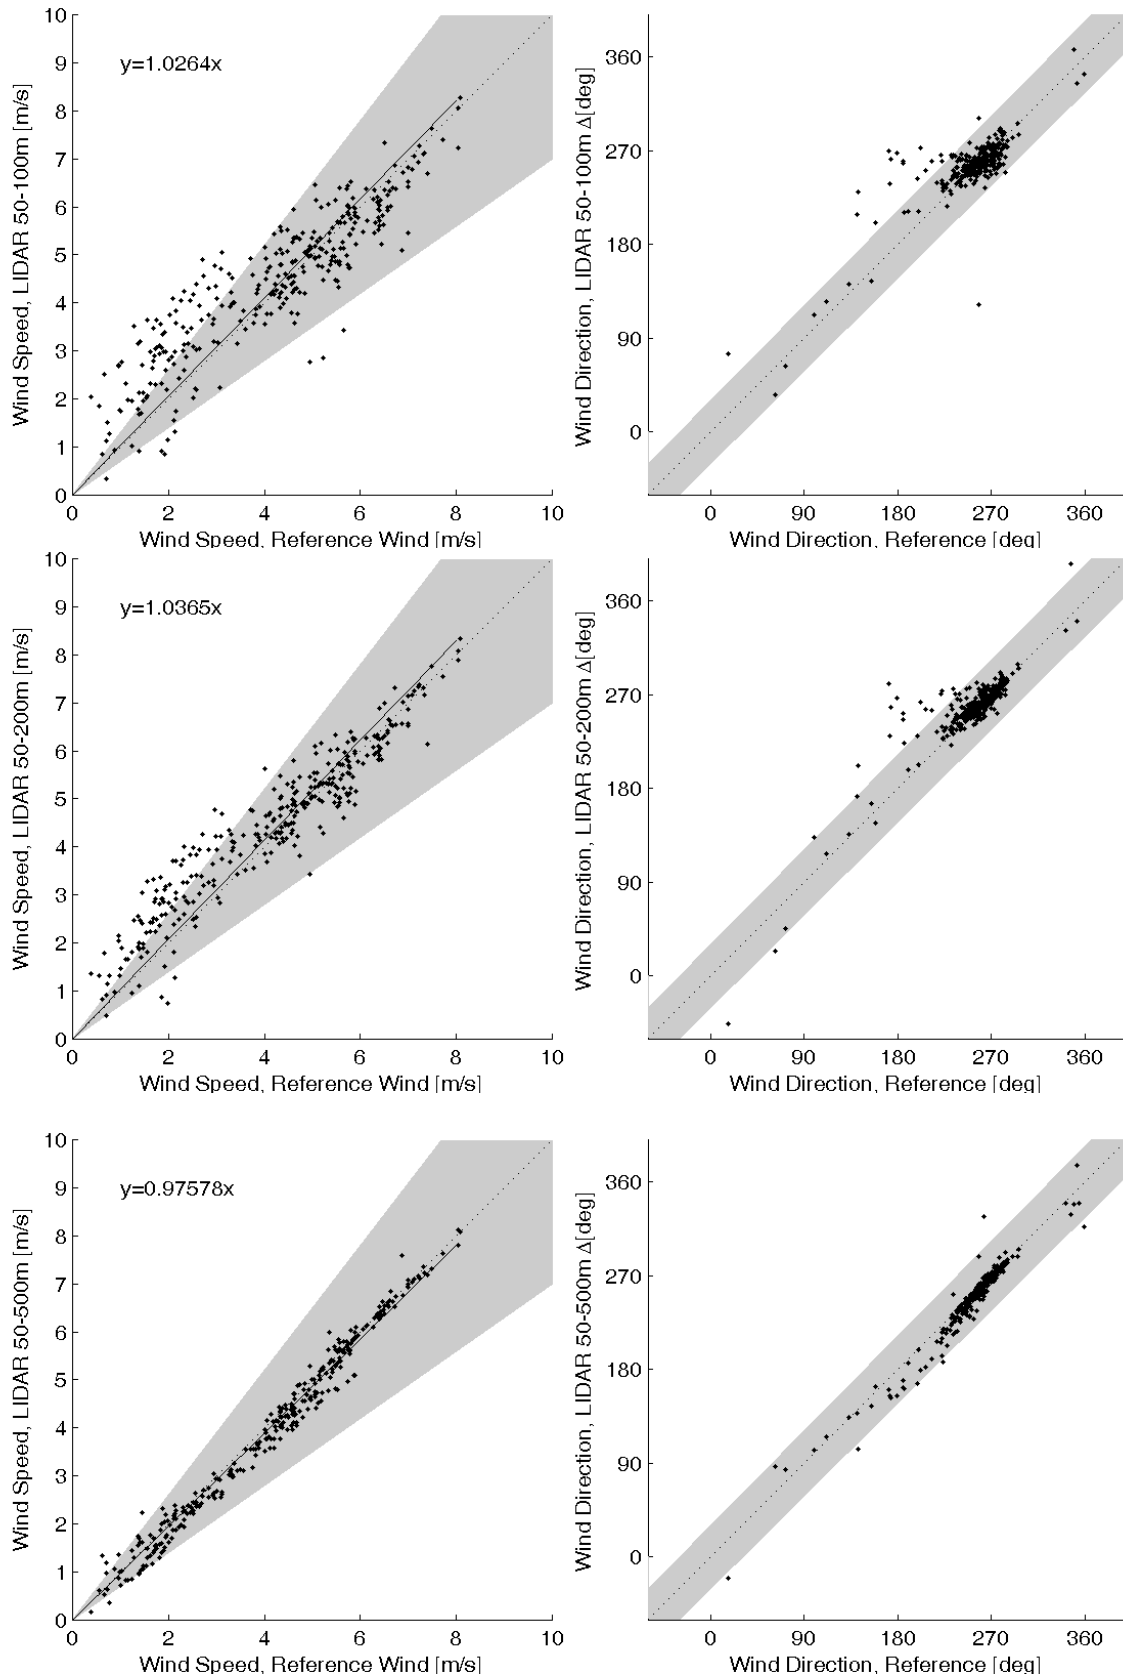 10
9
8
7
6
5
4
3
2
1
0
Wind Speed, LIDAR 50-100m [m/s]
y=1.0264x
0 2 4 6 8 10
Wind Speed, Reference Wind [m/s]
360
270
180
90
0
Wind Direction, LIDAR 50-100m Δ[deg]
0 90 180 270 360
Wind Direction, Reference [deg]
10
9
8
7
6
5
4
3
2
1
0
Wind Speed, LIDAR 50-200m [m/s]
y=1.0365x
0 2 4 6 8 10
Wind Speed, Reference Wind [m/s]
360
270
180
90
0
Wind Direction, LIDAR 50-200m Δ[deg]
0 90 180 270 360
Wind Direction, Reference [deg]
10
9
8
7
6
5
4
3
2
1
0
Wind Speed, LIDAR 50-500m [m/s]
y=0.97578x
0 2 4 6 8 10
Wind Speed, Reference Wind [m/s]
360
270
180
90
0
Wind Direction, LIDAR 50-500m Δ[deg]
0 90 180 270 360
Wind Direction, Reference [deg]